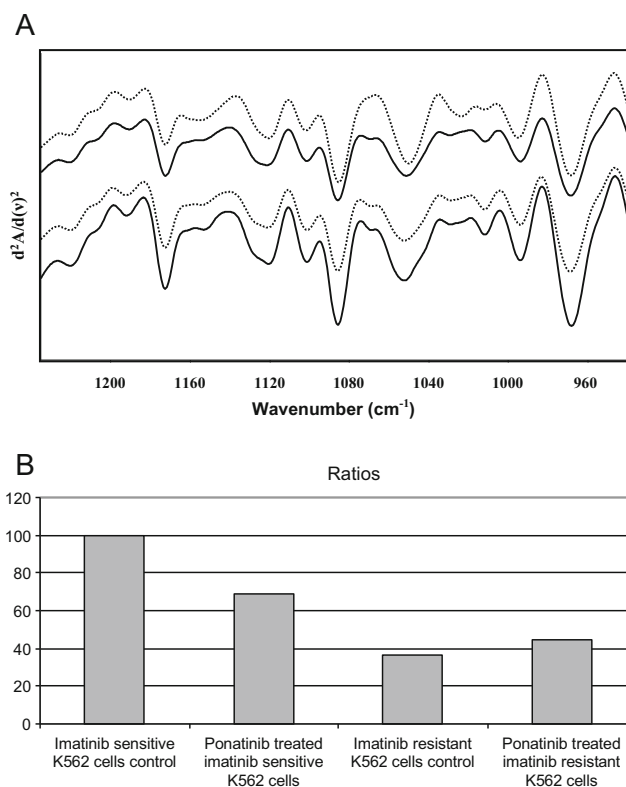 A
d²A/d(ν)²
1200 1160 1120 1080 1040 1000 960
Wavenumber (cm⁻¹)
B
Ratios
120
100
80
60
40
20
0
Imatinib sensitive
K562 cells control
Ponatinib treated
imatinib sensitive
K562 cells
Imatinib resistant
K562 cells control
Ponatinib treated
imatinib resistant
K562 cells